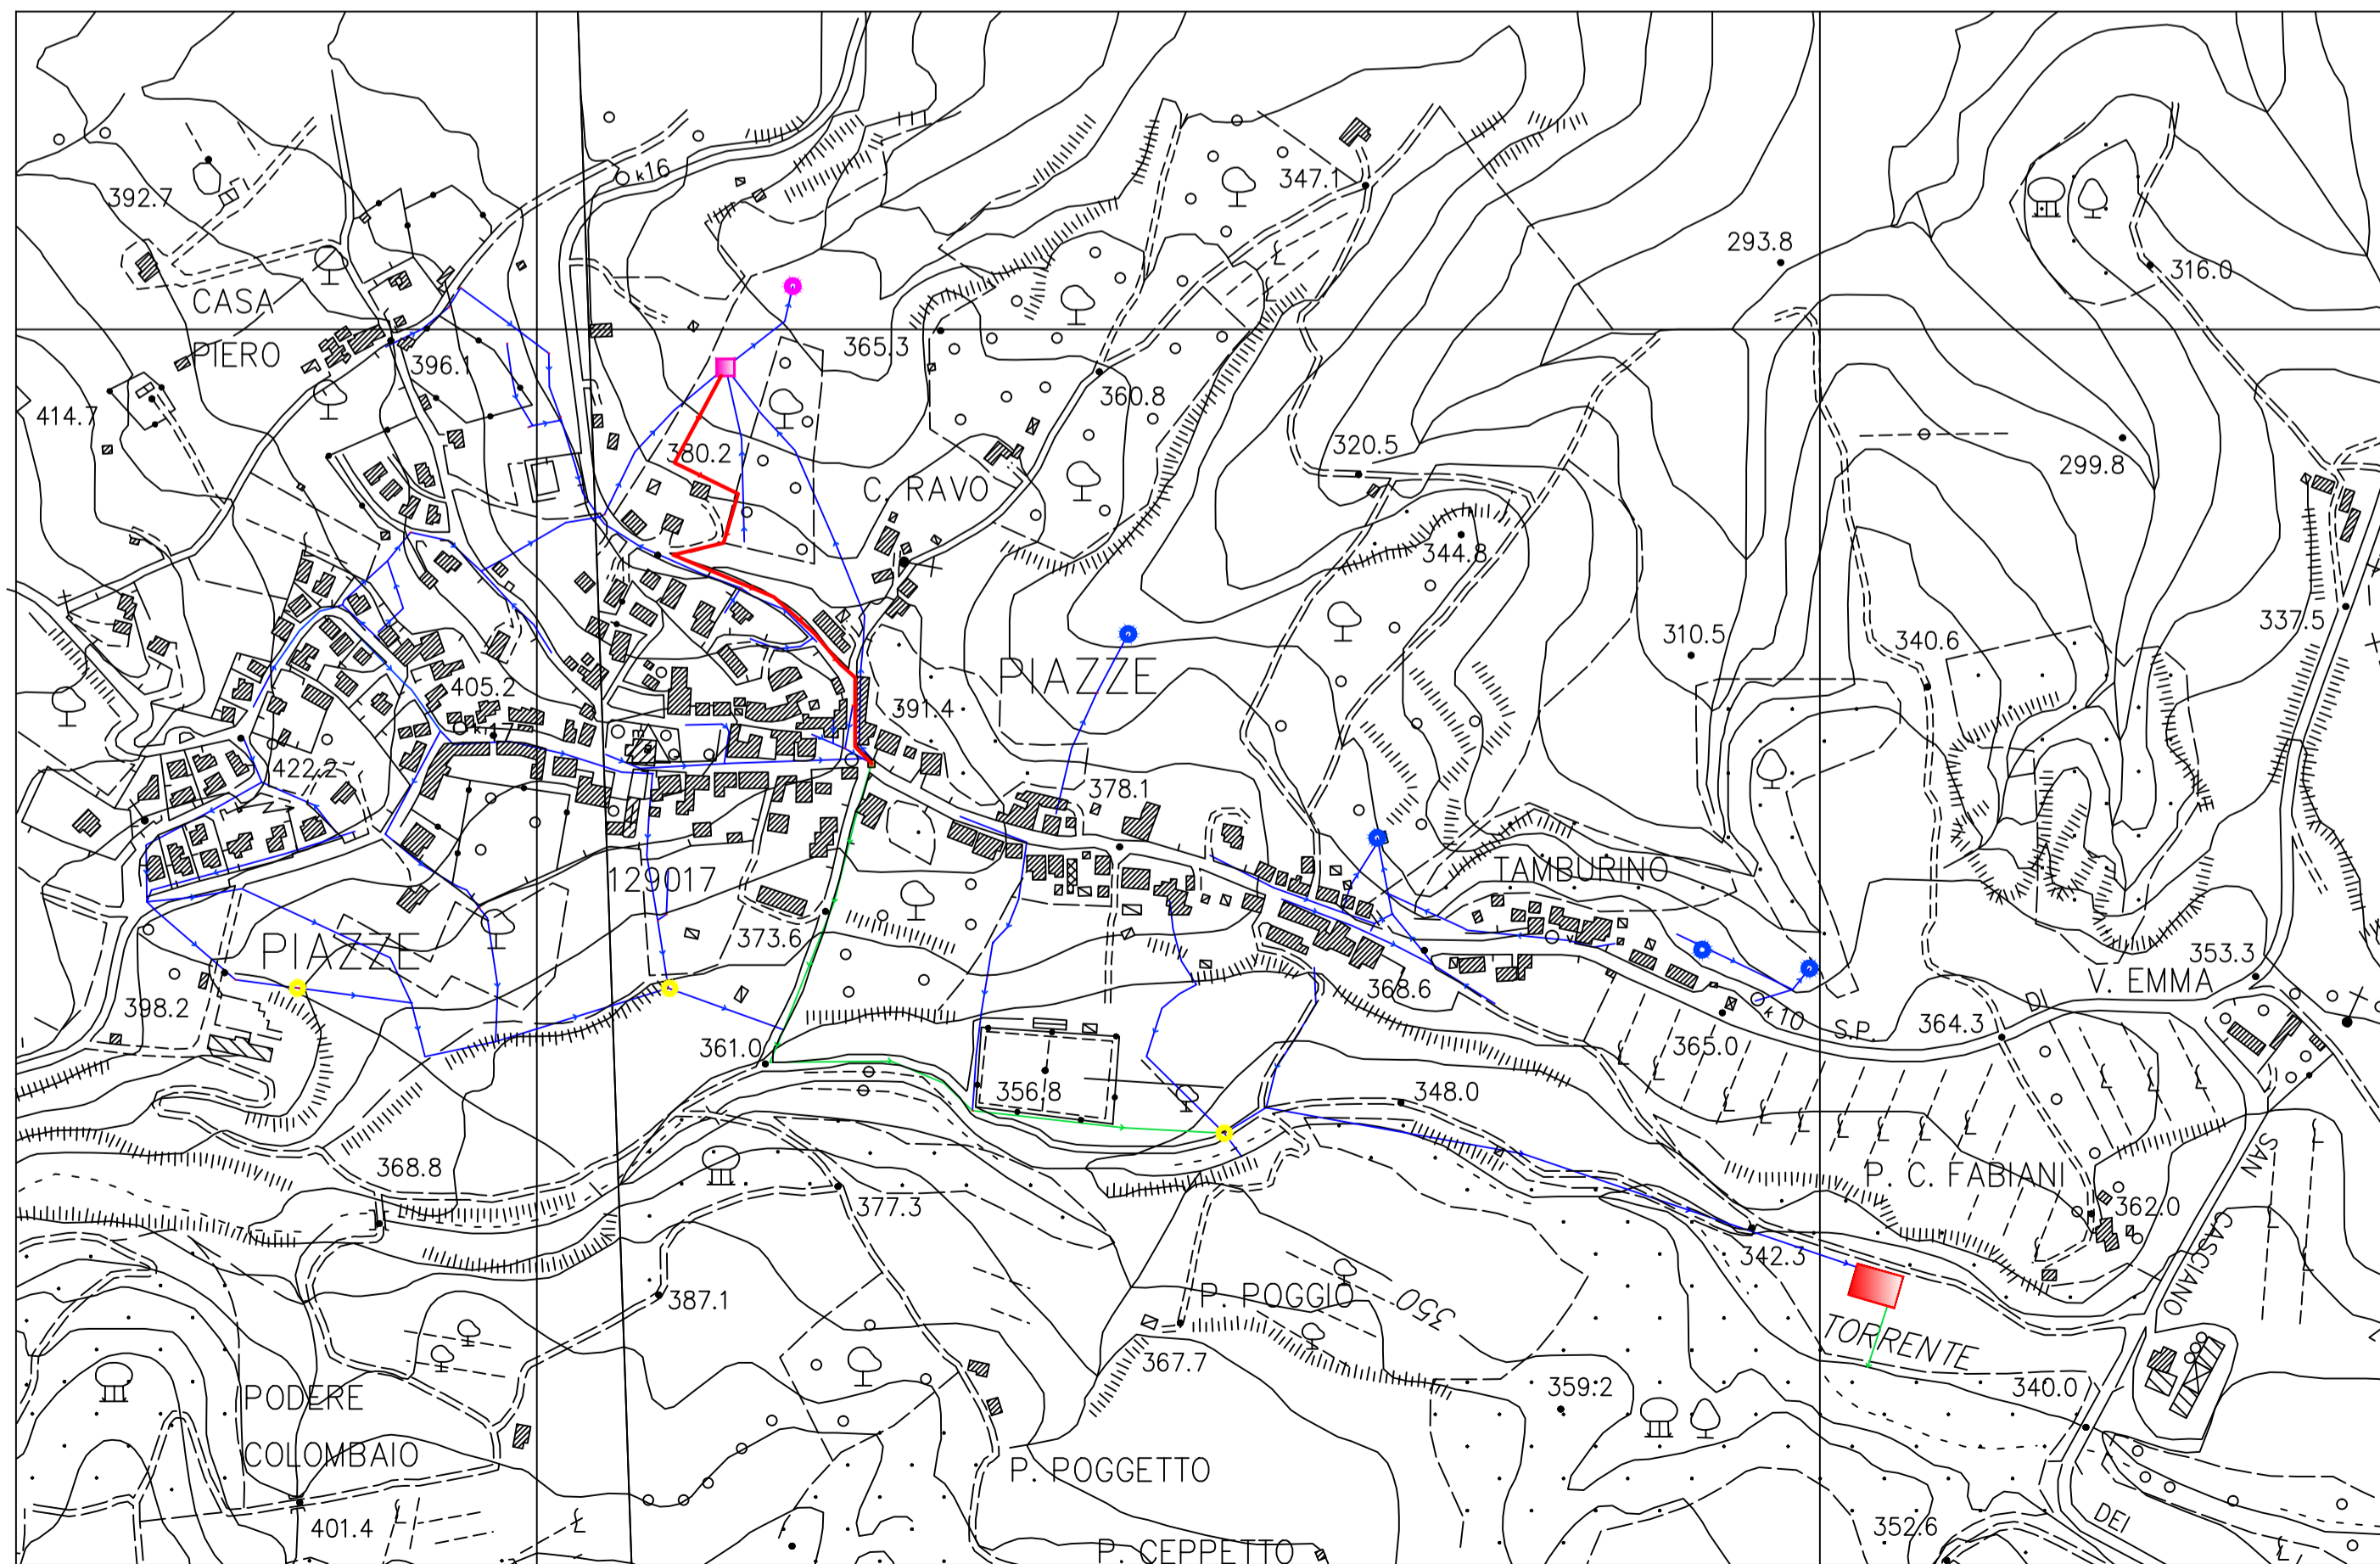 k16
392.7
347.1
293.8
316.0
CASA
PIERO
365.3
396.1
360.8
414.7
380.2
320.5
299.8
C. RAVO
344.8
310.5
340.6
337.5
PIAZZE
405.2
391.4
k 17
422.2
378.1
129017
TAMBURINO
373.6
PIAZZE
353.3
V. EMMA
368.6
398.2
DI
k 10
S.P.
364.3
361.0
365.0
356.8
348.0
SAN
368.8
P. C. FABIANI
377.3
362.0
342.3
CASCIANO
387.1
P. POGGIO
350
TORRENTE
367.7
359.2
340.0
PODERE
COLOMBAIO
P. POGGETTO
401.4
352.6
DEI
P. CEPPETTO